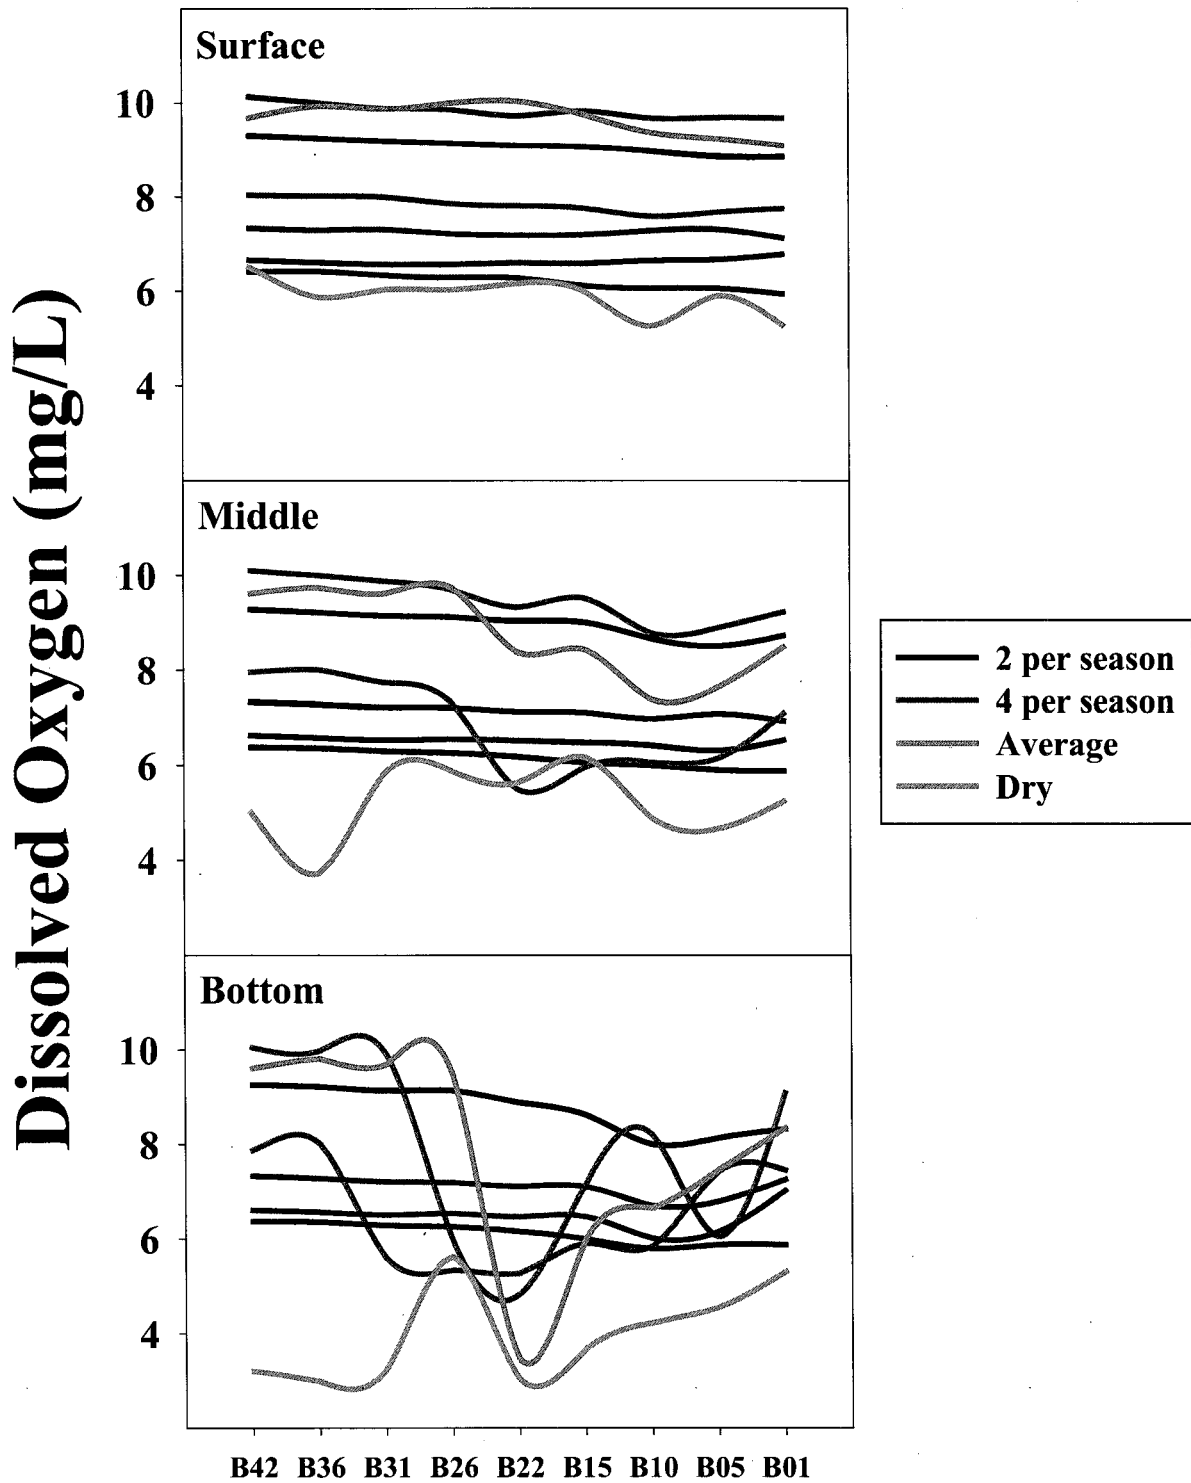 Dissolved Oxygen (mg/L)
Surface
10
8
6
4
Middle
10
8
6
4
Bottom
10
8
6
4
B42 B36 B31 B26 B22 B15 B10 B05 B01
2 per season
4 per season
Average
Dry